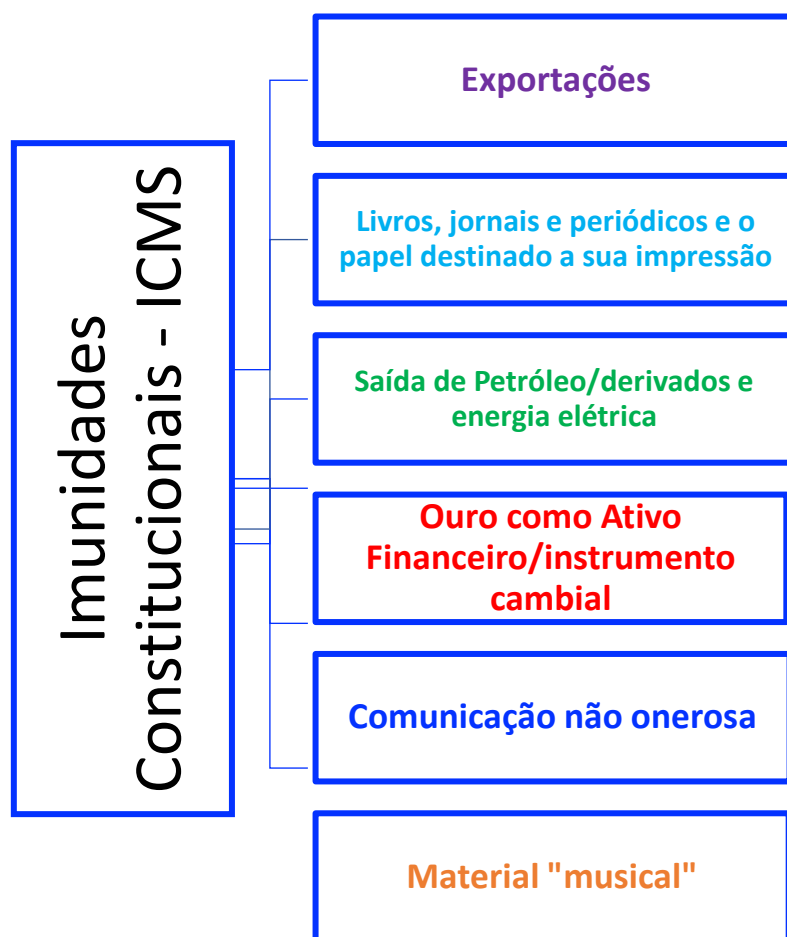 Imunidades
Constitucionais - ICMS
Exportações
Livros, jornais e periódicos e o
papel destinado a sua impressão
Saída de Petróleo/derivados e
energia elétrica
Ouro como Ativo
Financeiro/instrumento
cambial
Comunicação não onerosa
Material "musical"